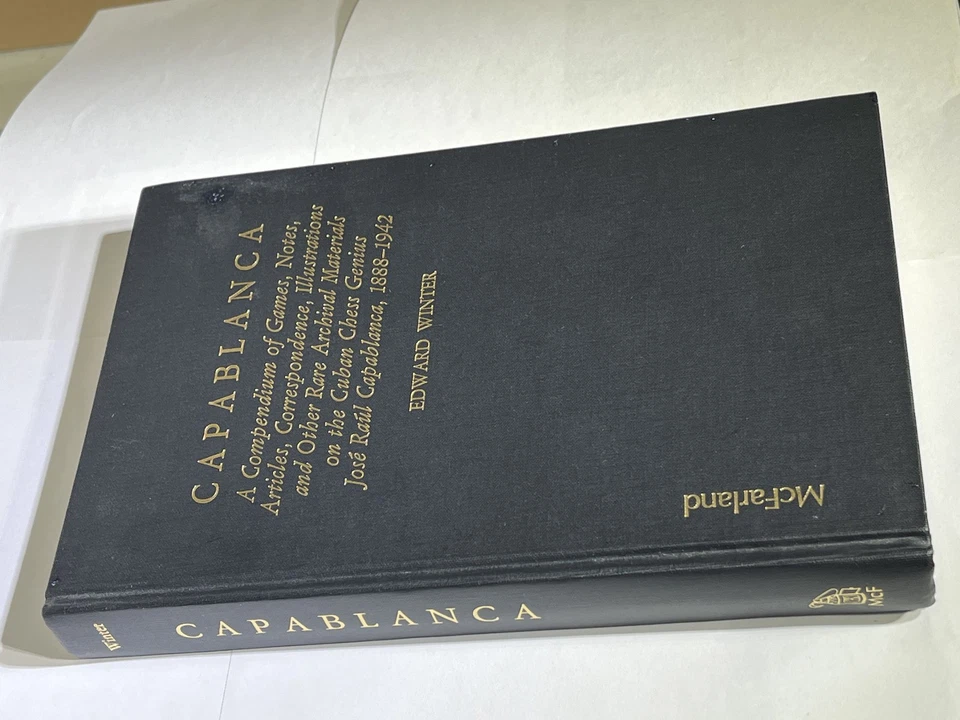 CAPABLANCA
A Compendium of Games, Notes,
Articles, Correspondence, Illustrations
and Other Rare Archival Materials
on the Cuban Chess Genius
José Raúl Capablanca, 1888–1942
EDWARD WINTER
McFarland
Winter
CAPABLANCA
McF